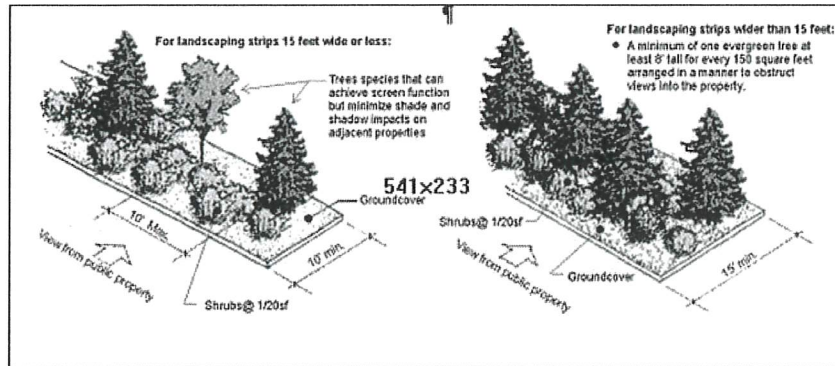 ¶
For landscaping strips 15 feet wide or less:
Trees species that can
achieve screen function
but minimize shade and
shadow impacts on
adjacent properties
541×233
Groundcover
10' Max.
View from public property
10' min.
Shrubs@ 1/20sf
For landscaping strips wider than 15 feet:
● A minimum of one evergreen tree at
least 8' tall for every 150 square feet
arranged in a manner to obstruct
views into the property.
Shrubs@ 1/20sf
Groundcover
View from public property
15' min.